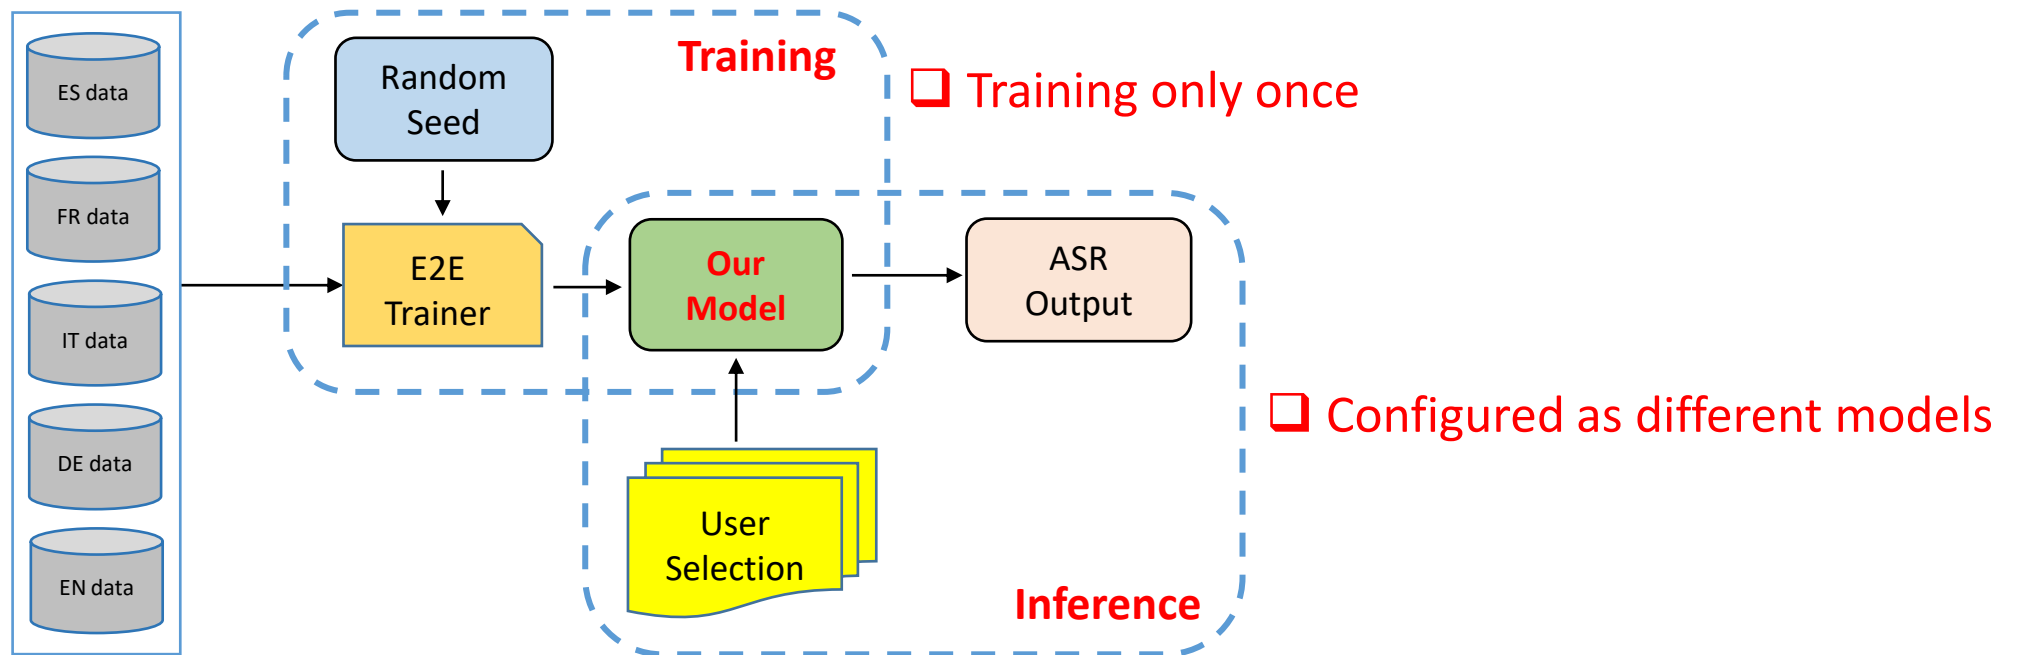 ES data
FR data
IT data
DE data
EN data
Random
Seed
Training
Training only once
E2E
Trainer
Our
Model
ASR
Output
User
Selection
Inference
Configured as different models